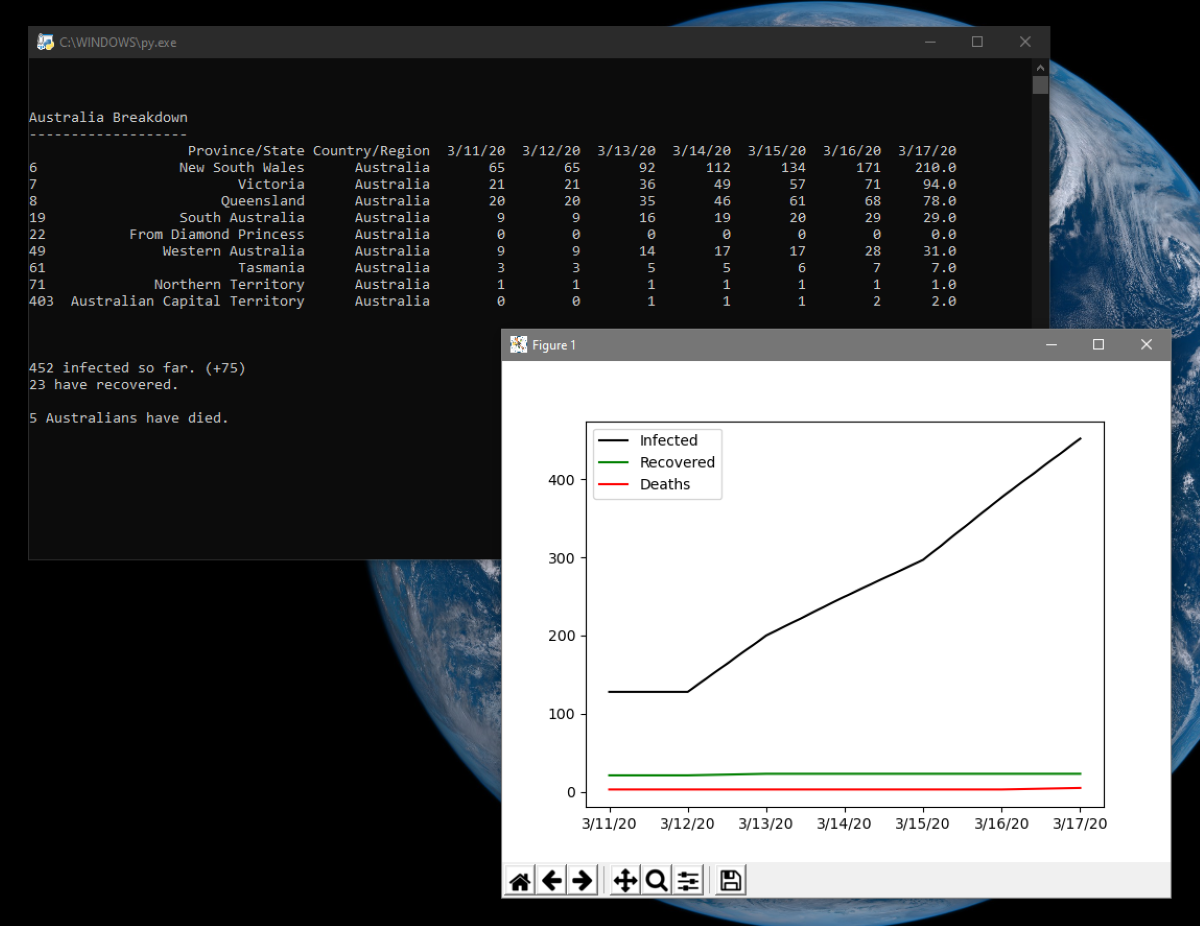 C:\WINDOWS\py.exe
Australia Breakdown
-------------------
Province/State Country/Region 3/11/20 3/12/20 3/13/20 3/14/20 3/15/20 3/16/20 3/17/20
6 New South Wales Australia 65 65 92 112 134 171 210.0
7 Victoria Australia 21 21 36 49 57 71 94.0
8 Queensland Australia 20 20 35 46 61 68 78.0
19 South Australia Australia 9 9 16 19 20 29 29.0
22 From Diamond Princess Australia 0 0 0 0 0 0 0.0
49 Western Australia Australia 9 9 14 17 17 28 31.0
61 Tasmania Australia 3 3 5 5 6 7 7.0
71 Northern Territory Australia 1 1 1 1 1 1 1.0
403 Australian Capital Territory Australia 0 0 1 1 1 2 2.0
452 infected so far. (+75)
23 have recovered.
5 Australians have died.
Figure 1
Infected
Recovered
Deaths
400
300
200
100
0
3/11/20 3/12/20 3/13/20 3/14/20 3/15/20 3/16/20 3/17/20